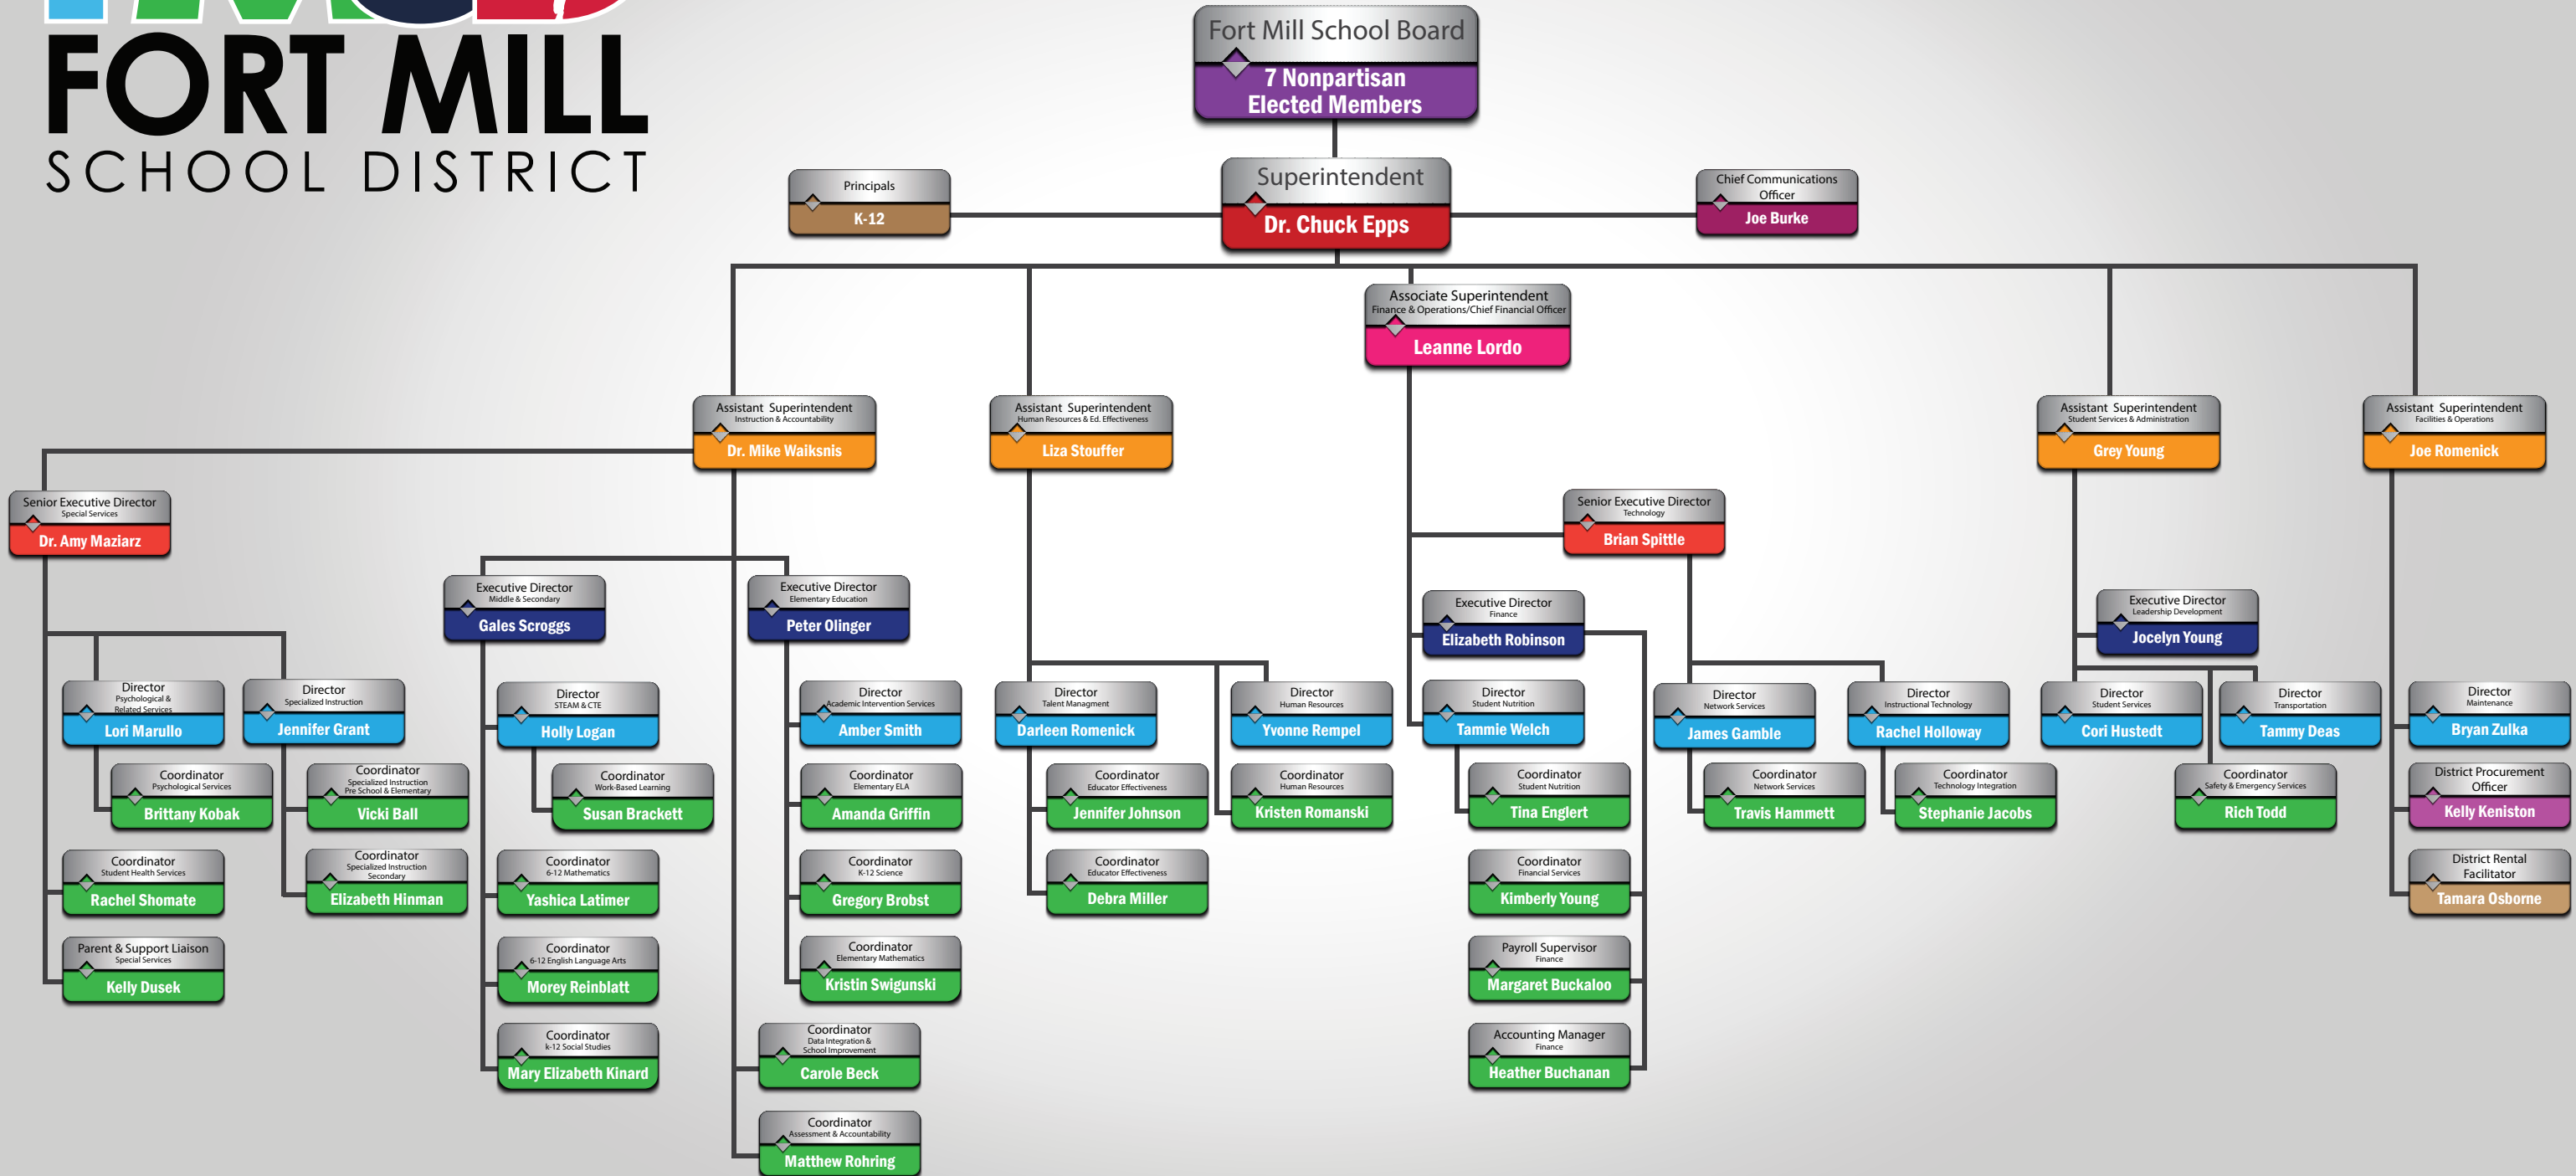 FORT MILL
SCHOOL DISTRICT
Fort Mill School Board
7 Nonpartisan
Elected Members
Principals
K-12
Superintendent
Dr. Chuck Epps
Chief Communications
Officer
Joe Burke
Associate Superintendent
Finance & Operations/Chief Financial Officer
Leanne Lordo
Assistant Superintendent
Instruction & Accountability
Dr. Mike Waiksnis
Assistant Superintendent
Human Resources & Ed. Effectiveness
Liza Stouffer
Assistant Superintendent
Student Services & Administration
Grey Young
Assistant Superintendent
Facilities & Operations
Joe Romenick
Senior Executive Director
Special Services
Dr. Amy Maziarz
Senior Executive Director
Technology
Brian Spittle
Executive Director
Middle & Secondary
Gales Scroggs
Executive Director
Elementary Education
Peter Olinger
Executive Director
Finance
Elizabeth Robinson
Executive Director
Leadership Development
Jocelyn Young
Director
Psychological &
Related Services
Lori Marullo
Director
Specialized Instruction
Jennifer Grant
Director
STEAM & CTE
Holly Logan
Director
Academic Intervention Services
Amber Smith
Director
Talent Managment
Darleen Romenick
Director
Human Resources
Yvonne Rempel
Director
Student Nutrition
Tammie Welch
Director
Network Services
James Gamble
Director
Instructional Technology
Rachel Holloway
Director
Student Services
Cori Hustedt
Director
Transportation
Tammy Deas
Director
Maintenance
Bryan Zulka
Coordinator
Psychological Services
Brittany Kobak
Coordinator
Specialized Instruction
Pre School & Elementary
Vicki Ball
Coordinator
Work-Based Learning
Susan Brackett
Coordinator
Elementary ELA
Amanda Griffin
Coordinator
Educator Effectiveness
Jennifer Johnson
Coordinator
Human Resources
Kristen Romanski
Coordinator
Student Nutrition
Tina Englert
Coordinator
Network Services
Travis Hammett
Coordinator
Technology Integration
Stephanie Jacobs
Coordinator
Safety & Emergency Services
Rich Todd
District Procurement
Officer
Kelly Keniston
Coordinator
Student Health Services
Rachel Shomate
Coordinator
Specialized Instruction
Secondary
Elizabeth Hinman
Coordinator
6-12 Mathematics
Yashica Latimer
Coordinator
K-12 Science
Gregory Brobst
Coordinator
Educator Effectiveness
Debra Miller
Coordinator
Financial Services
Kimberly Young
District Rental
Facilitator
Tamara Osborne
Parent & Support Liaison
Special Services
Kelly Dusek
Coordinator
6-12 English Language Arts
Morey Reinblatt
Coordinator
Elementary Mathematics
Kristin Swigunski
Payroll Supervisor
Finance
Margaret Buckaloo
Coordinator
k-12 Social Studies
Mary Elizabeth Kinard
Coordinator
Data Integration &
School Improvement
Carole Beck
Accounting Manager
Finance
Heather Buchanan
Coordinator
Assessment & Accountability
Matthew Rohring